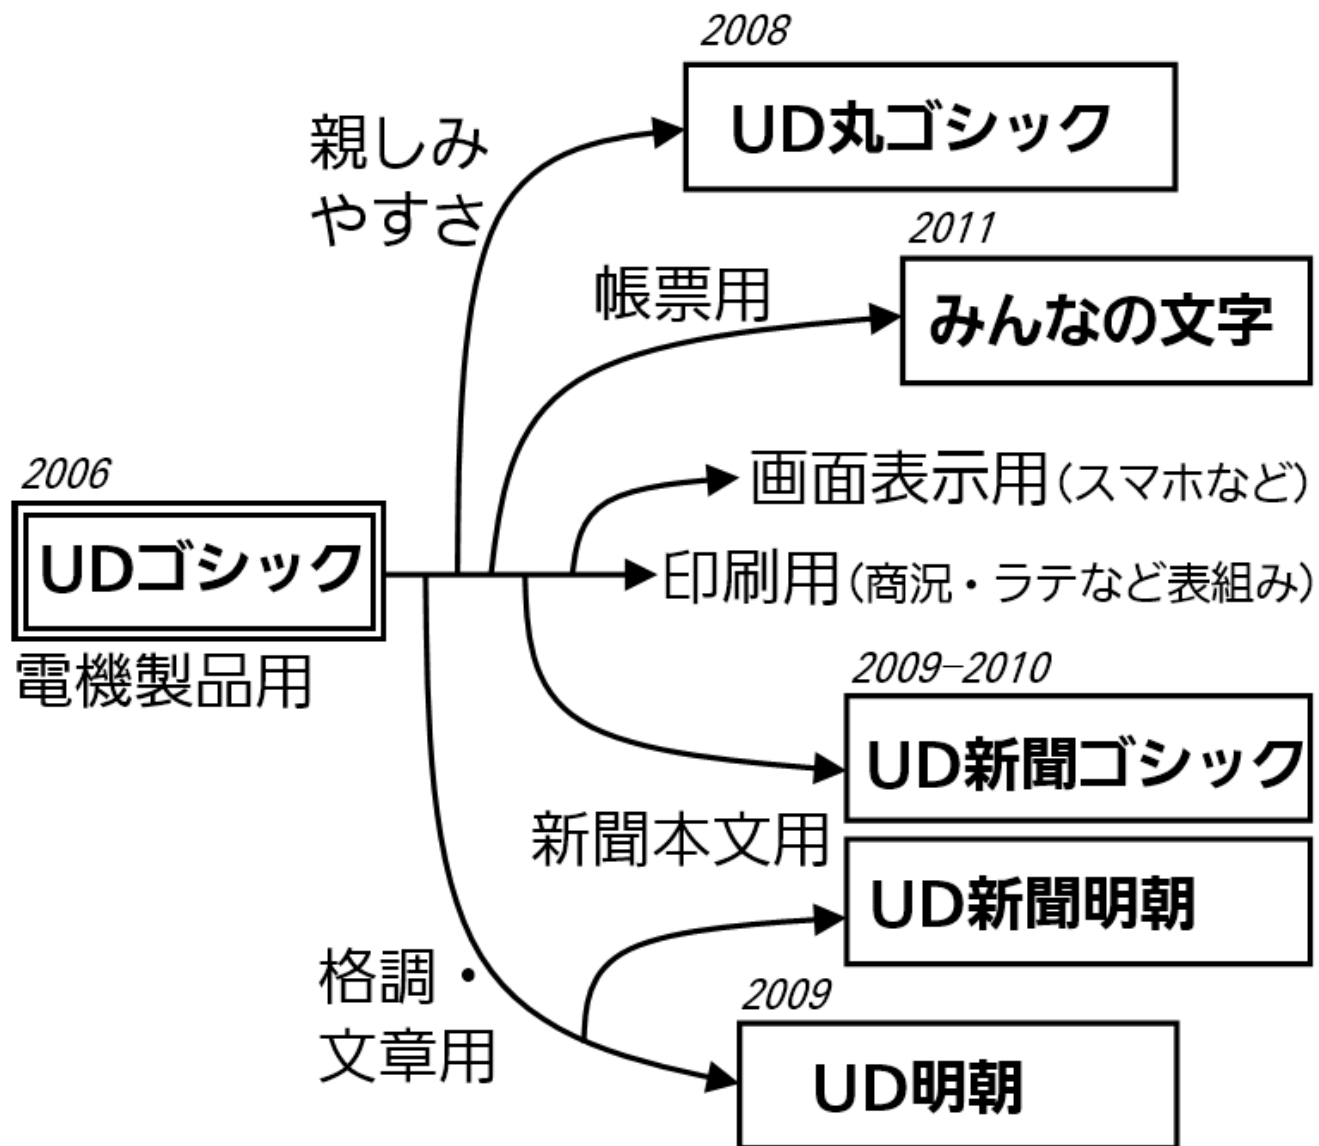 2008
UD丸ゴシック
親しみ
やすさ
2011
帳票用
みんなの文字
2006
UDゴシック
電機製品用
画面表示用(スマホなど)
印刷用(商況・ラテなど表組み)
2009-2010
UD新聞ゴシック
新聞本文用
UD新聞明朝
格調・
文章用
2009
UD明朝